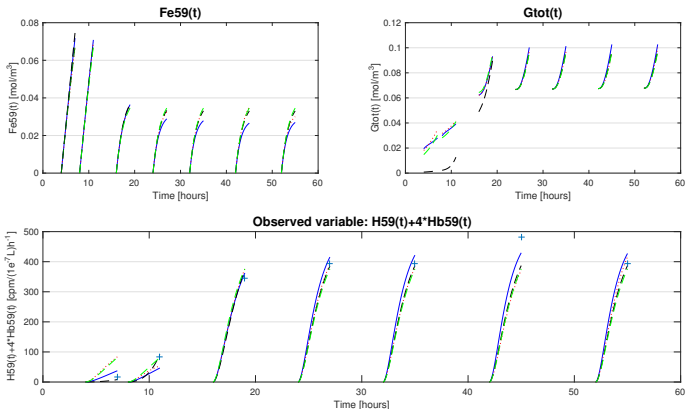 Fe59(t)
Gtot(t)
0.08
0.06
0.04
0.02
0
Fe59(t) [mol/m³]
0 10 20 30 40 50 60
Time [hours]
0.12
0.1
0.08
0.06
0.04
0.02
0
Gtot(t) [mol/m³]
0 10 20 30 40 50 60
Time [hours]
Observed variable: H59(t)+4*Hb59(t)
500
400
300
200
100
0
H59(t)+4*Hb59(t) [cpm/(1e⁻⁷ L)h⁻¹]
0 10 20 30 40 50 60
Time [hours]